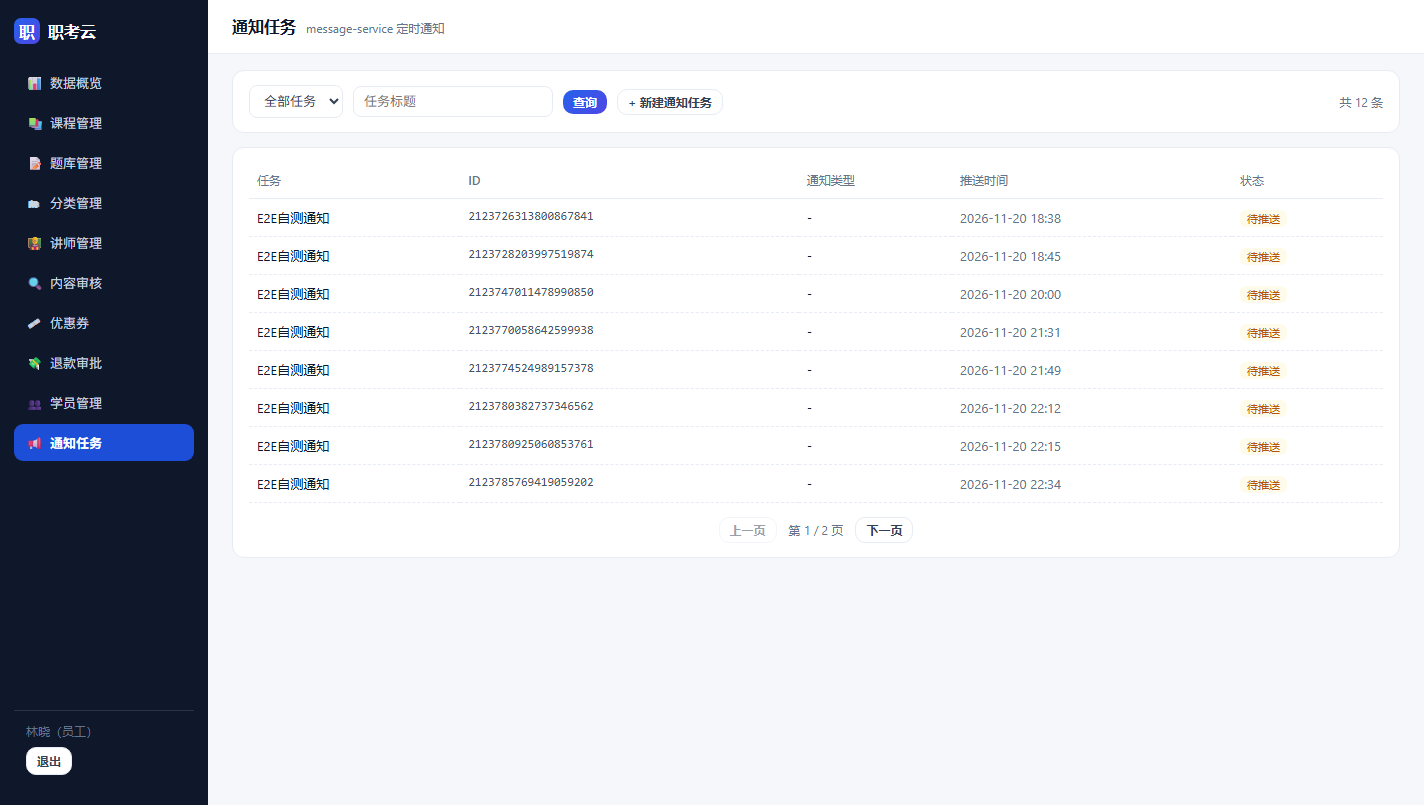 职 职考云
数据概览
课程管理
题库管理
分类管理
讲师管理
内容审核
优惠券
退款审批
学员管理
通知任务
林晓（员工）
退出
通知任务 message-service 定时通知
全部任务 任务标题 查询 + 新建通知任务 共 12 条
任务 ID 通知类型 推送时间 状态
E2E自测通知 2123726313800867841 - 2026-11-20 18:38 待推送
E2E自测通知 2123728203997519874 - 2026-11-20 18:45 待推送
E2E自测通知 2123747011478990850 - 2026-11-20 20:00 待推送
E2E自测通知 2123770058642599938 - 2026-11-20 21:31 待推送
E2E自测通知 2123774524989157378 - 2026-11-20 21:49 待推送
E2E自测通知 2123780382737346562 - 2026-11-20 22:12 待推送
E2E自测通知 2123780925060853761 - 2026-11-20 22:15 待推送
E2E自测通知 2123785769419059202 - 2026-11-20 22:34 待推送
上一页 第 1 / 2 页 下一页